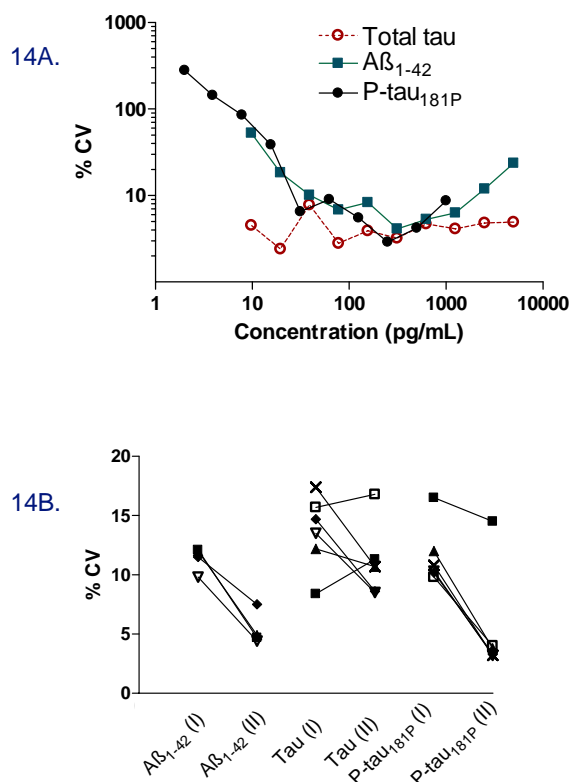 14A.
Total tau
Aß1-42
P-tau181P
% CV
1000
100
10
1
10
100
1000
10000
Concentration (pg/mL)
14B.
% CV
20
15
10
5
0
Aß1-42 (I)
Aß1-42 (II)
Tau (I)
Tau (II)
P-tau181P (I)
P-tau181P (II)